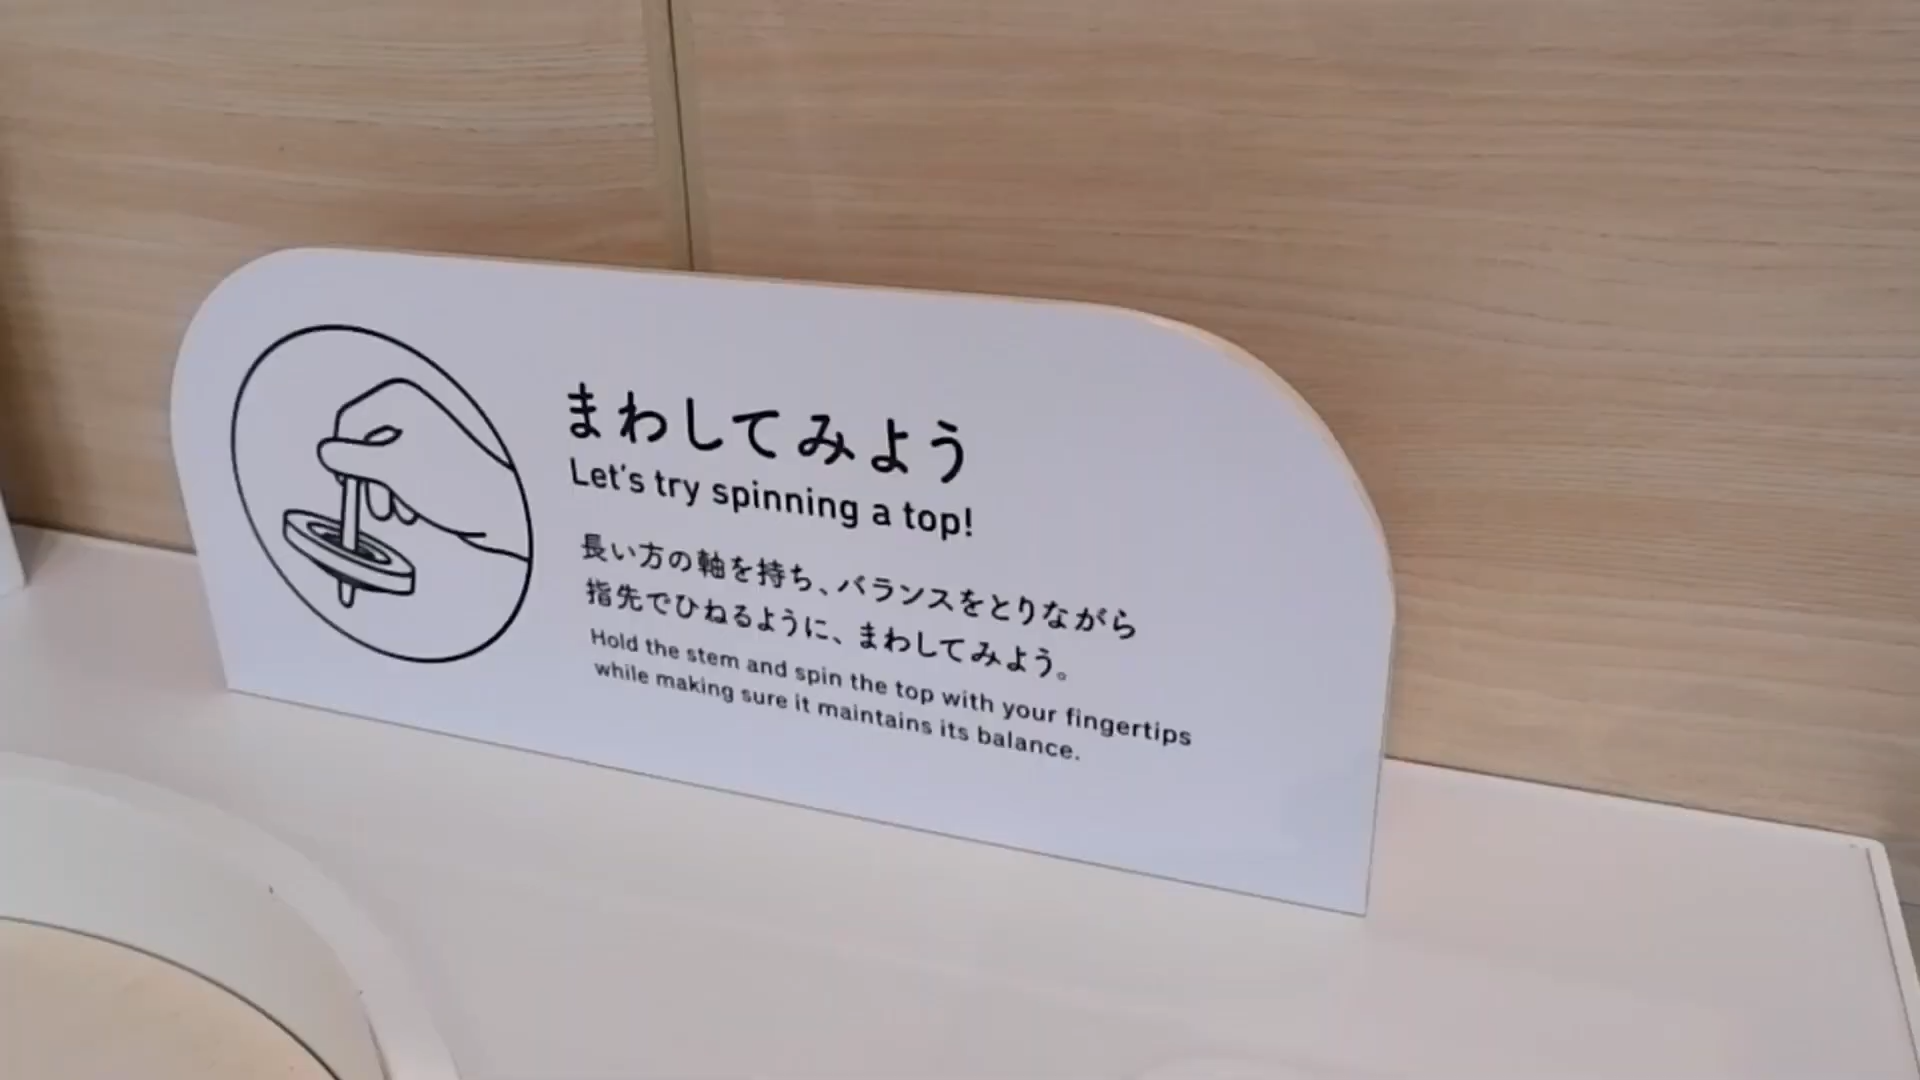 まわしてみよう
Let's try spinning a top!
長い方の軸を持ち、バランスをとりながら
指先でひねるように、まわしてみよう。
Hold the stem and spin the top with your fingertips
while making sure it maintains its balance.